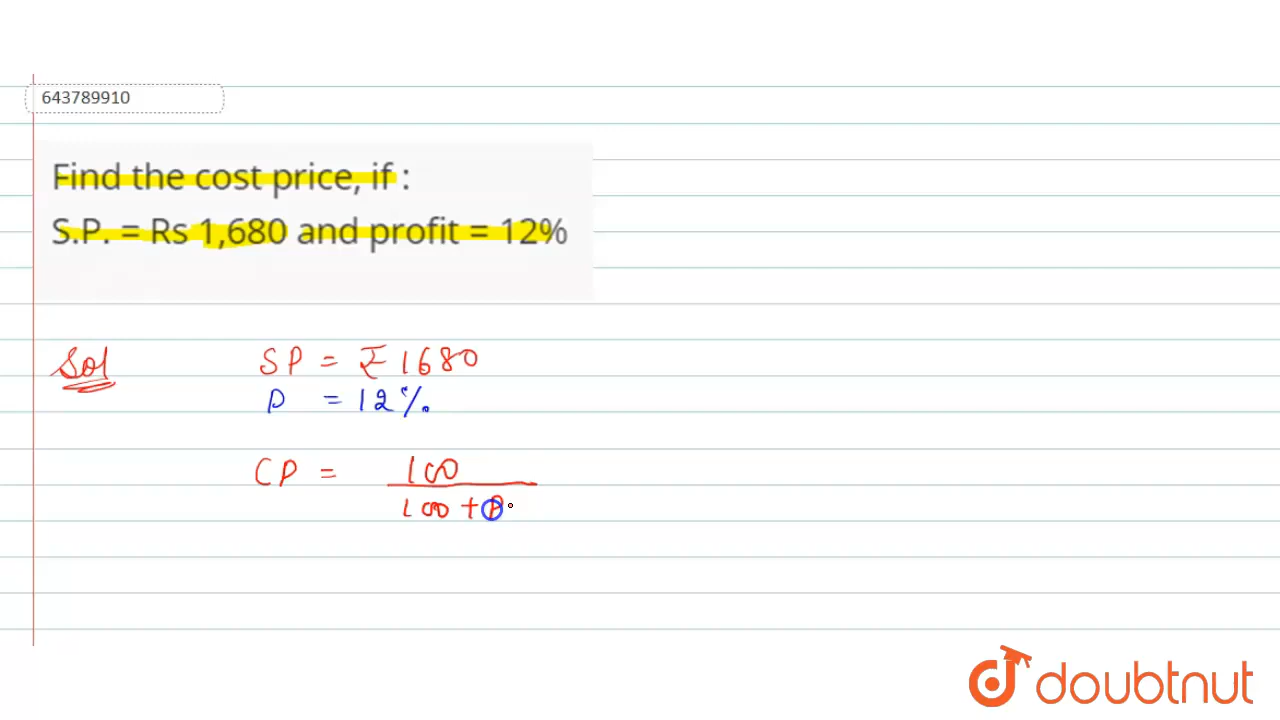 643789910
Find the cost price, if :
S.P. = Rs 1,680 and profit = 12%
Sol
SP = ₹ 1680
P = 12%.
CP = 100
100 + P
doubtnut